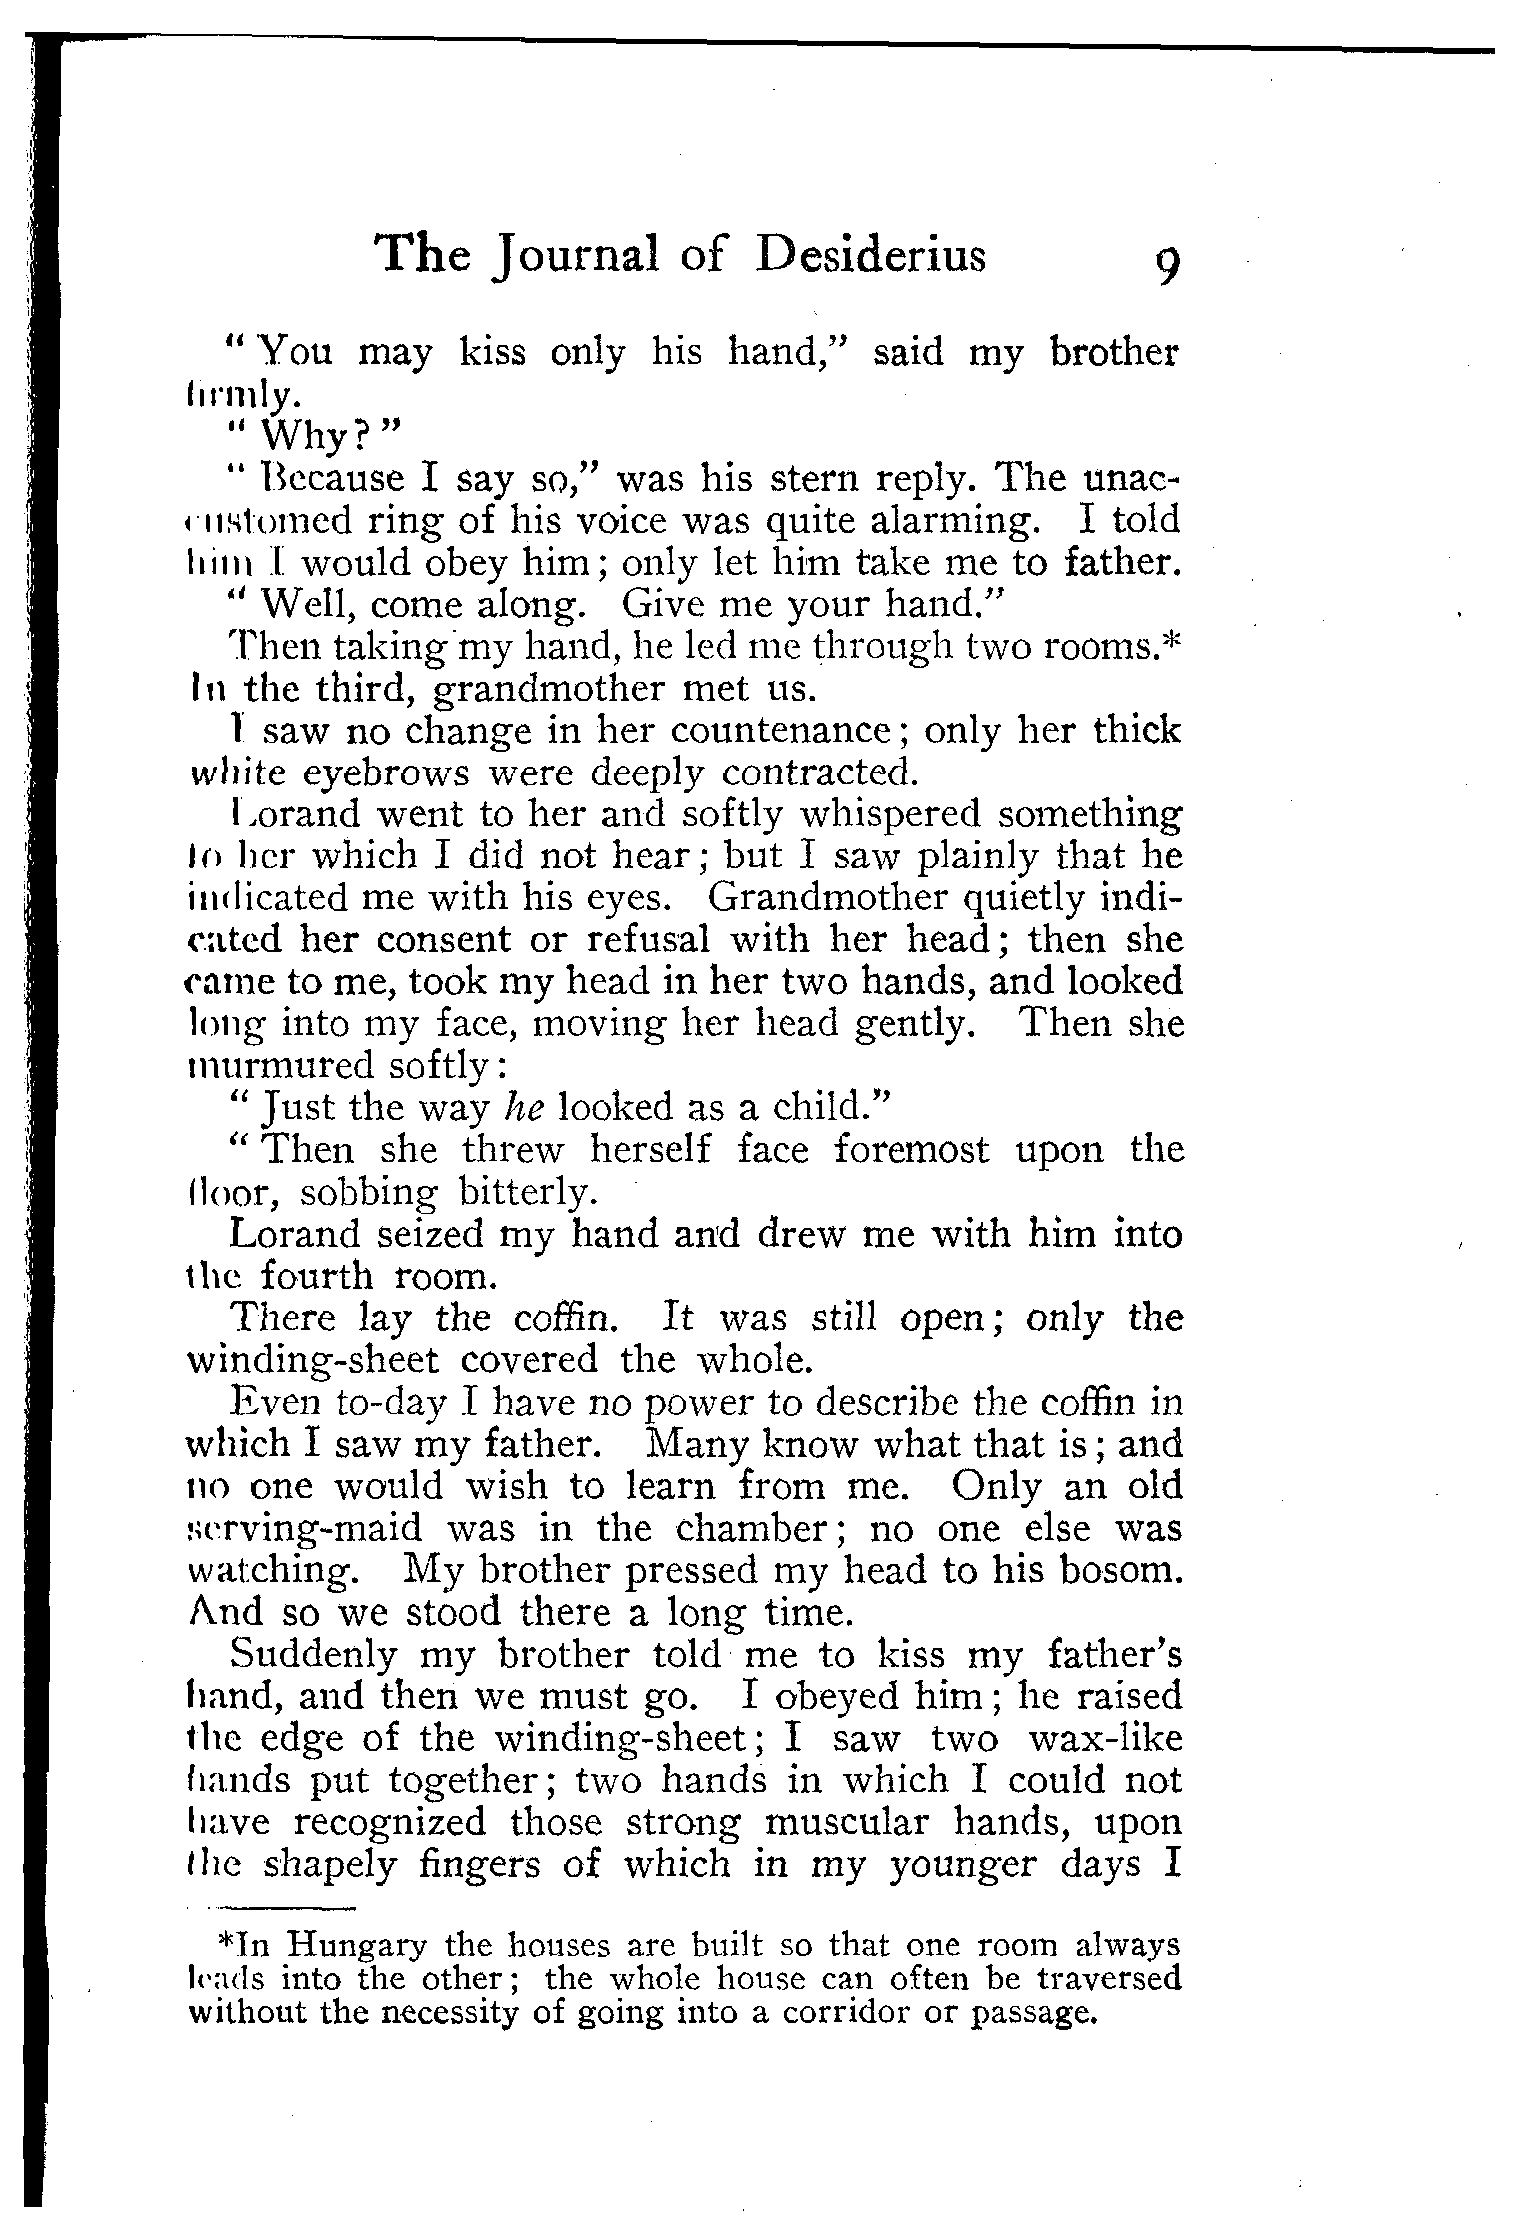 The Journal of Desiderius 9
“ You may kiss only his hand,” said my brother
firmly.
“ Why? ”
“ Because I say so,” was his stern reply. The unac-
customed ring of his voice was quite alarming. I told
him I would obey him; only let him take me to father.
“ Well, come along. Give me your hand.”
Then taking my hand, he led me through two rooms.*
In the third, grandmother met us.
I saw no change in her countenance; only her thick
white eyebrows were deeply contracted.
Lorand went to her and softly whispered something
to her which I did not hear; but I saw plainly that he
indicated me with his eyes. Grandmother quietly indi-
cated her consent or refusal with her head; then she
came to me, took my head in her two hands, and looked
long into my face, moving her head gently. Then she
murmured softly:
“ Just the way he looked as a child.”
“ Then she threw herself face foremost upon the
floor, sobbing bitterly.
Lorand seized my hand and drew me with him into
the fourth room.
There lay the coffin. It was still open; only the
winding-sheet covered the whole.
Even to-day I have no power to describe the coffin in
which I saw my father. Many know what that is; and
no one would wish to learn from me. Only an old
serving-maid was in the chamber; no one else was
watching. My brother pressed my head to his bosom.
And so we stood there a long time.
Suddenly my brother told me to kiss my father’s
hand, and then we must go. I obeyed him; he raised
the edge of the winding-sheet; I saw two wax-like
hands put together; two hands in which I could not
have recognized those strong muscular hands, upon
the shapely fingers of which in my younger days I
*In Hungary the houses are built so that one room always
leads into the other; the whole house can often be traversed
without the necessity of going into a corridor or passage.